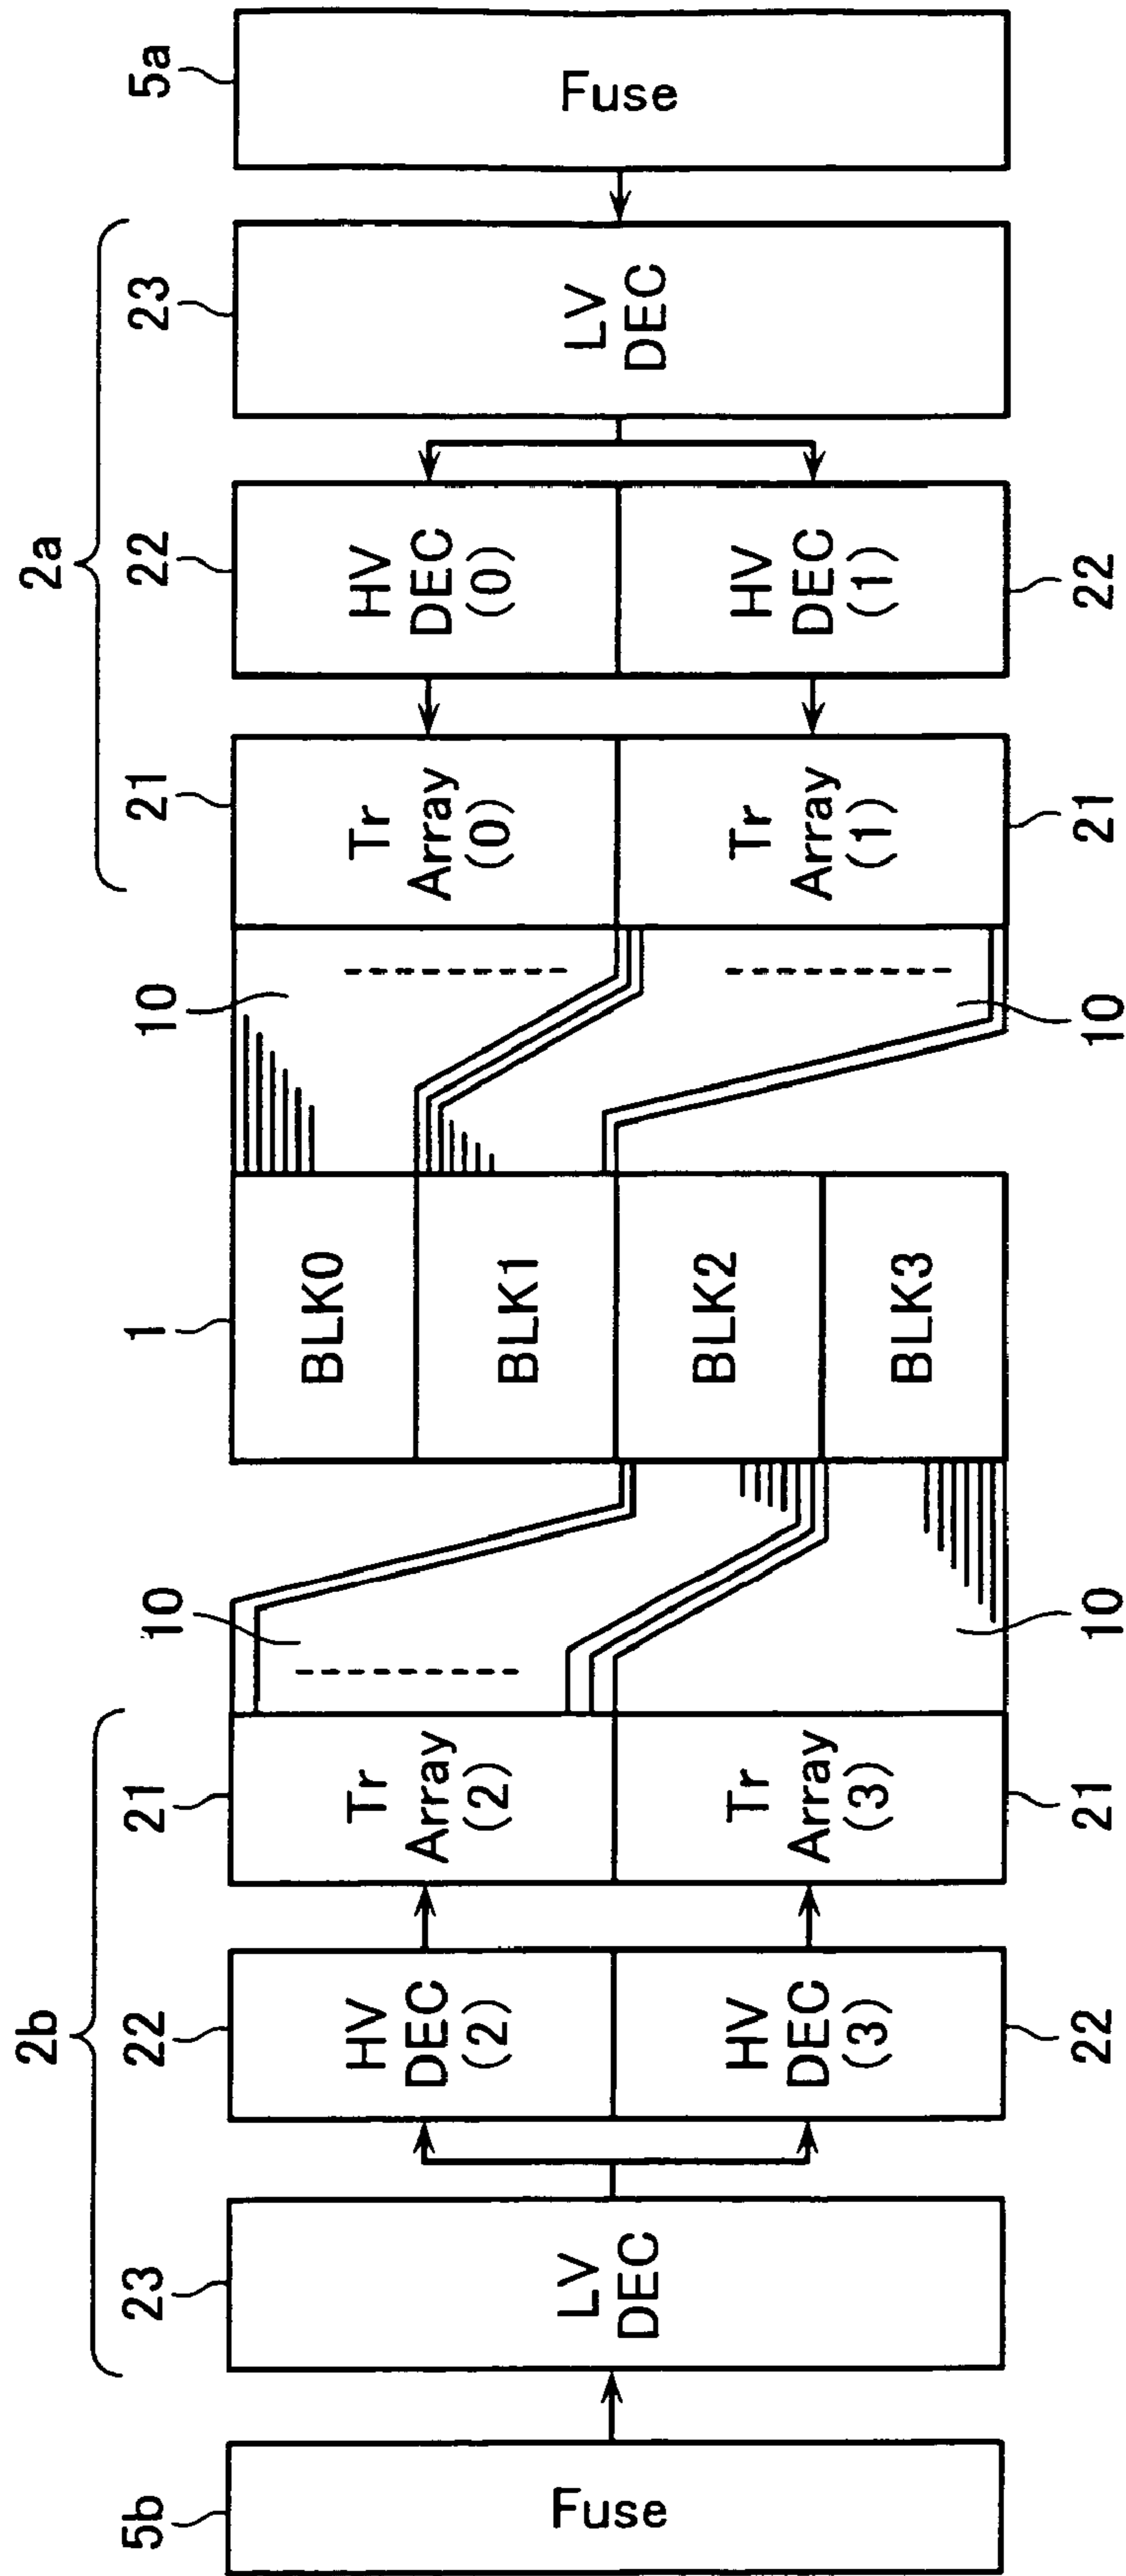 2b
2a
5b
23
22
21
10
1
10
21
22
23
5a
Fuse
LV
DEC
HV
DEC
(2)
Tr
Array
(2)
BLK0
Tr
Array
(0)
HV
DEC
(0)
LV
DEC
Fuse
BLK1
BLK2
HV
DEC
(3)
Tr
Array
(3)
BLK3
Tr
Array
(1)
HV
DEC
(1)
22
21
10
10
21
22